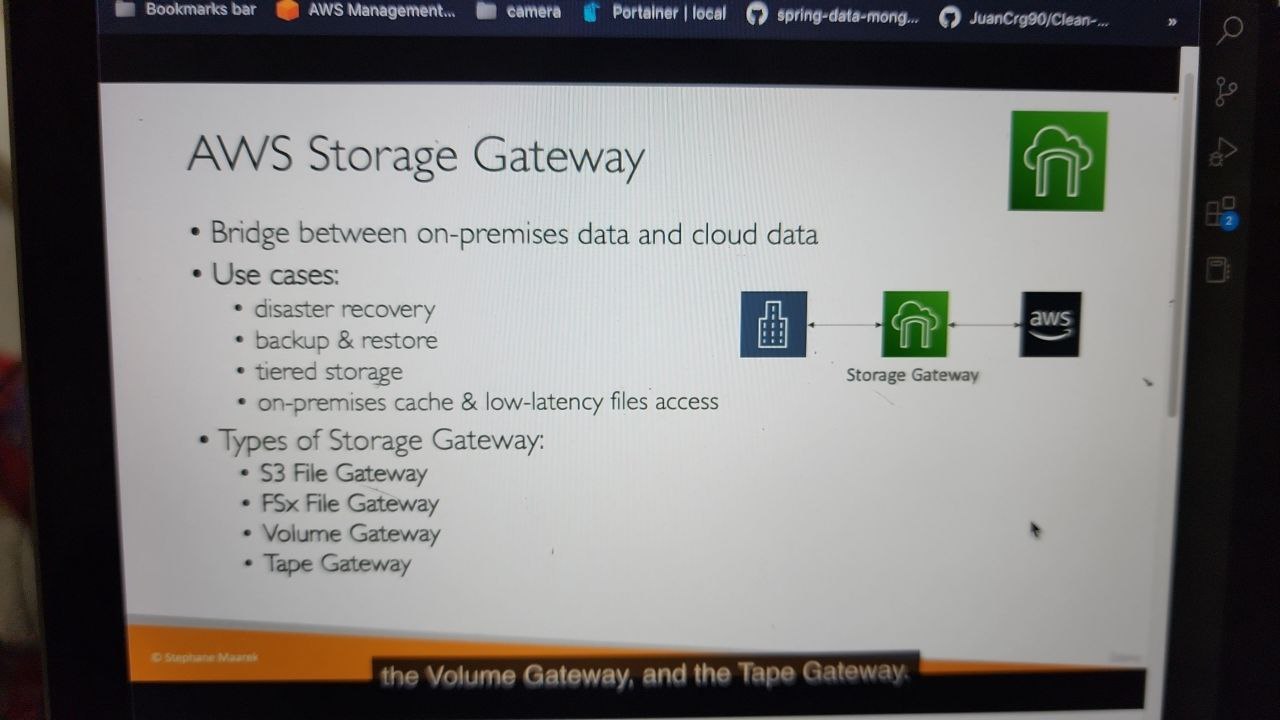 Bookmarks bar
AWS Management...
camera
Portainer | local
spring-data-mong...
JuanCrg90/Clean-...
»
AWS Storage Gateway
• Bridge between on-premises data and cloud data
• Use cases:
• disaster recovery
• backup & restore
• tiered storage
• on-premises cache & low-latency files access
aws
Storage Gateway
• Types of Storage Gateway:
• S3 File Gateway
• FSx File Gateway
• Volume Gateway
• Tape Gateway
2
© Stephane Maarek
the Volume Gateway, and the Tape Gateway.